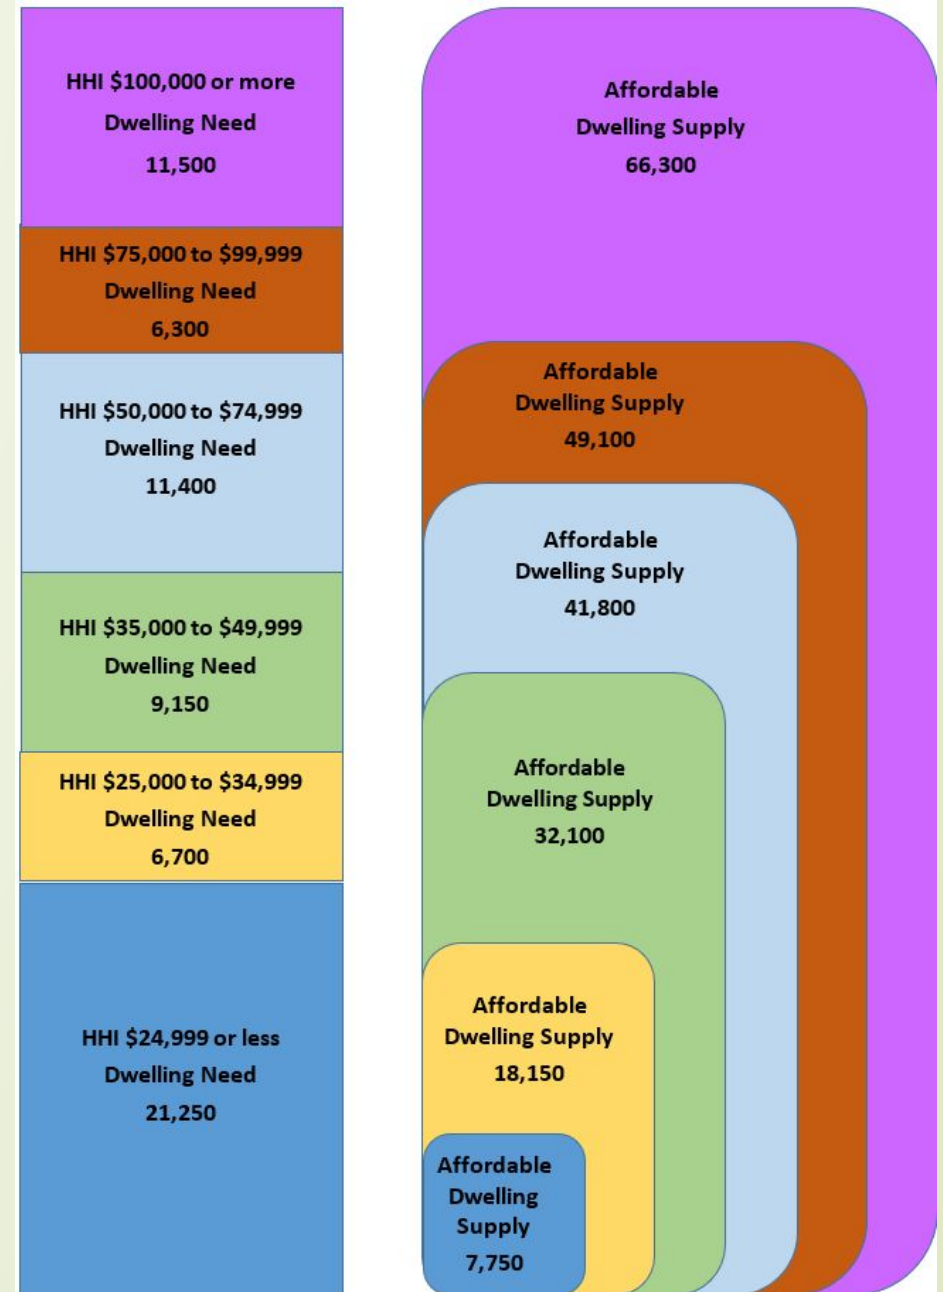 HHI $100,000 or more
Dwelling Need
11,500
HHI $75,000 to $99,999
Dwelling Need
6,300
HHI $50,000 to $74,999
Dwelling Need
11,400
HHI $35,000 to $49,999
Dwelling Need
9,150
HHI $25,000 to $34,999
Dwelling Need
6,700
HHI $24,999 or less
Dwelling Need
21,250
Affordable
Dwelling Supply
66,300
Affordable
Dwelling Supply
49,100
Affordable
Dwelling Supply
41,800
Affordable
Dwelling Supply
32,100
Affordable
Dwelling Supply
18,150
Affordable
Dwelling
Supply
7,750